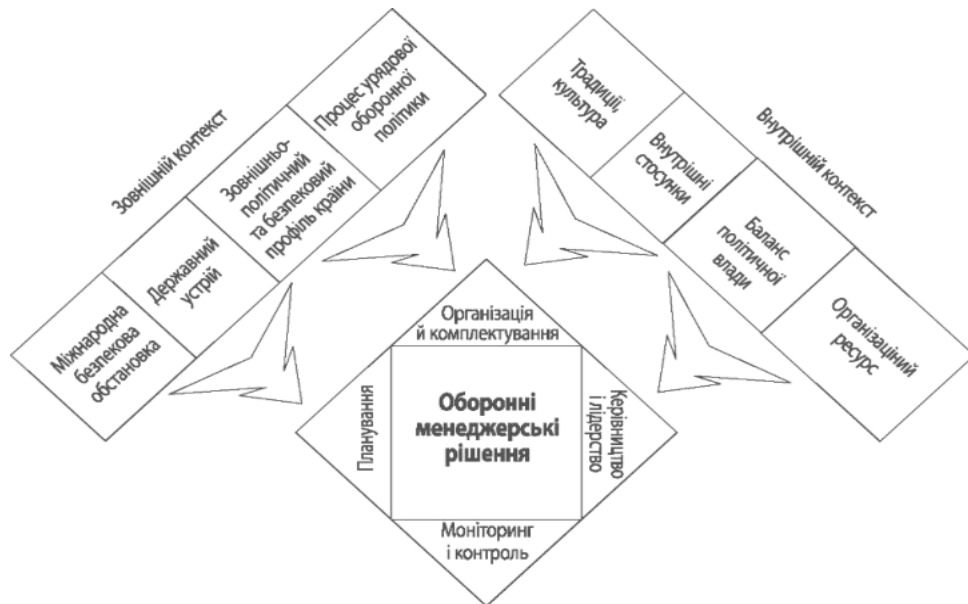 Зовнішній контекст
Міжнародна
безпекова
обстановка
Державний
устрій
Зовнішньо-
політичний
та безпековий
профіль країни
Процес урядової
оборонної
політики
Внутрішній контекст
Традиції,
культура
Внутрішні
стосунки
Баланс
політичної
влади
Організаціний
ресурс
Організація
й комплектування
Планування
Оборонні
менеджерські
рішення
Керівництво
і лідерство
Моніторинг
і контроль